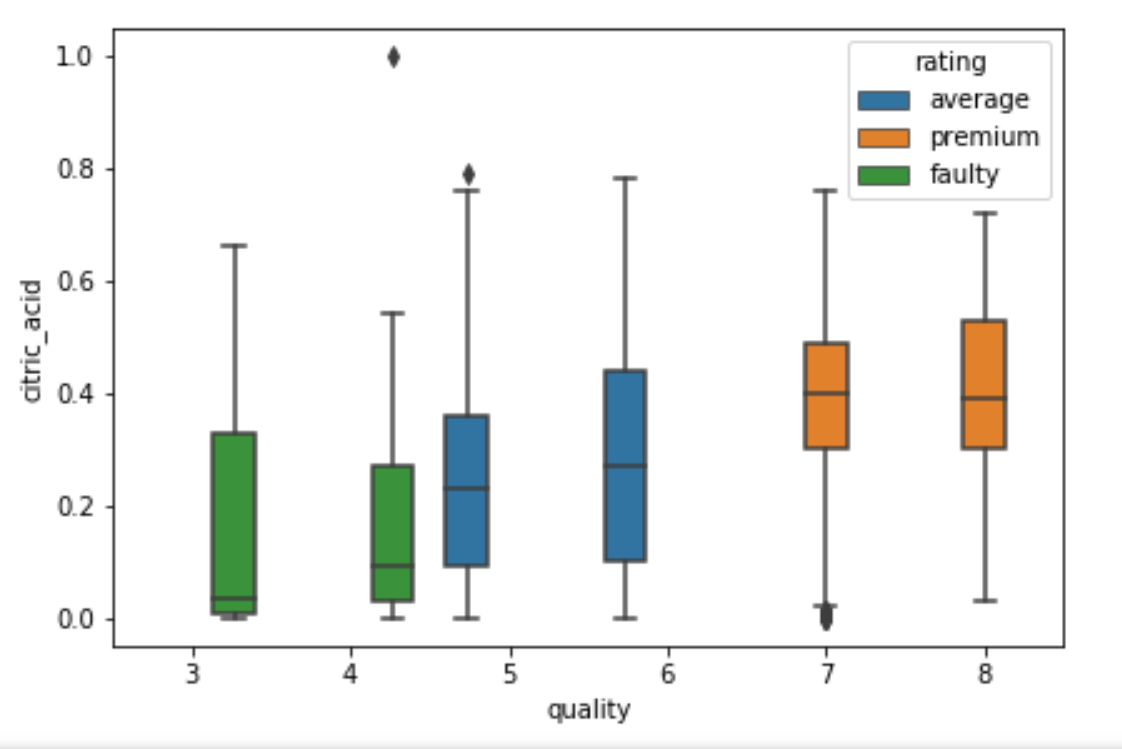 1.0
0.8
0.6
0.4
0.2
0.0
citric_acid
3 4 5 6 7 8
quality
rating
average
premium
faulty